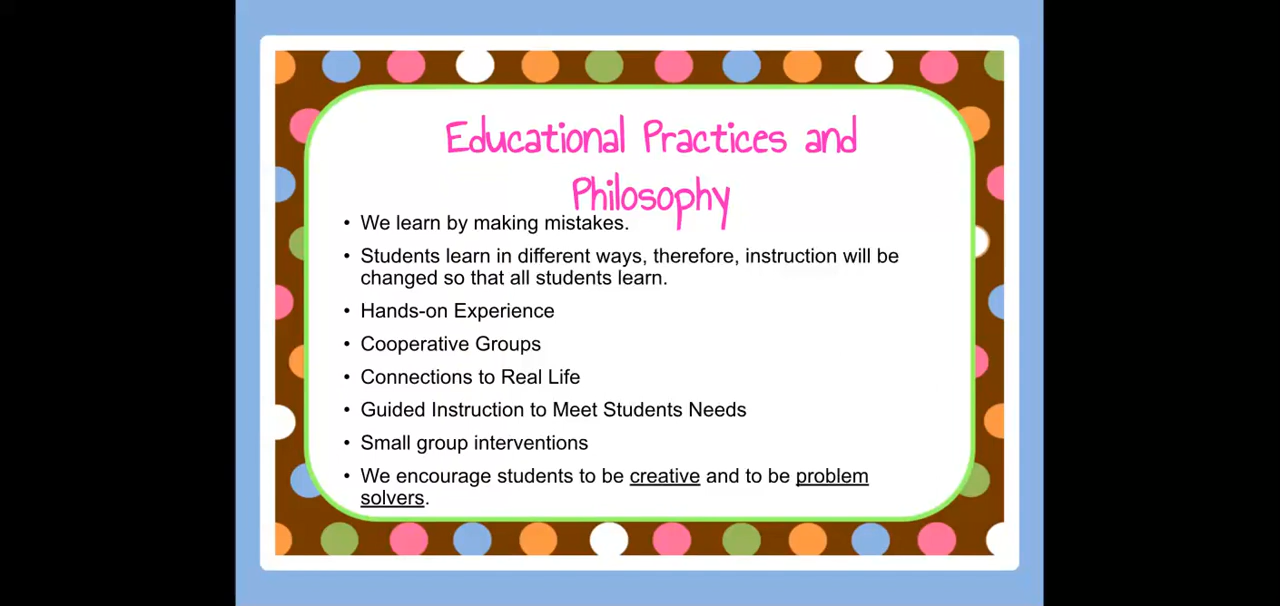 Educational Practices and
Philosophy
• We learn by making mistakes.
• Students learn in different ways, therefore, instruction will be
changed so that all students learn.
• Hands-on Experience
• Cooperative Groups
• Connections to Real Life
• Guided Instruction to Meet Students Needs
• Small group interventions
• We encourage students to be creative and to be problem
solvers.